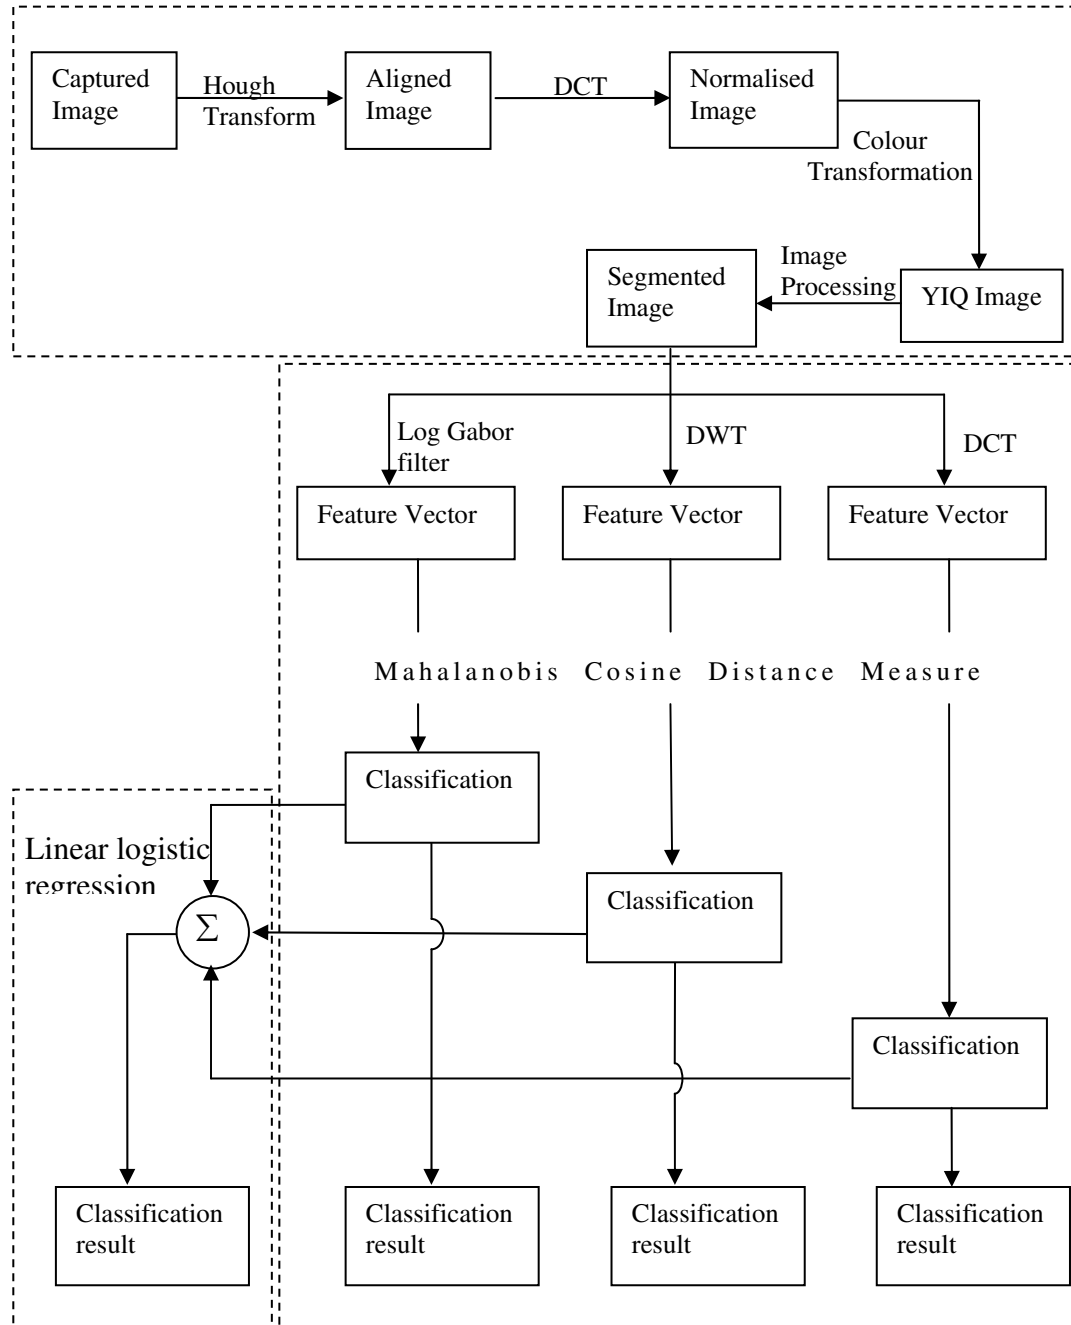 Captured
Image
Hough
Transform
Aligned
Image
DCT
Normalised
Image
Colour
Transformation
Segmented
Image
Image
Processing
YIQ Image
Log Gabor
filter
DWT
DCT
Feature Vector
Feature Vector
Feature Vector
Mahalanobis Cosine Distance Measure
Classification
Linear logistic
regression
Σ
Classification
Classification
Classification
result
Classification
result
Classification
result
Classification
result